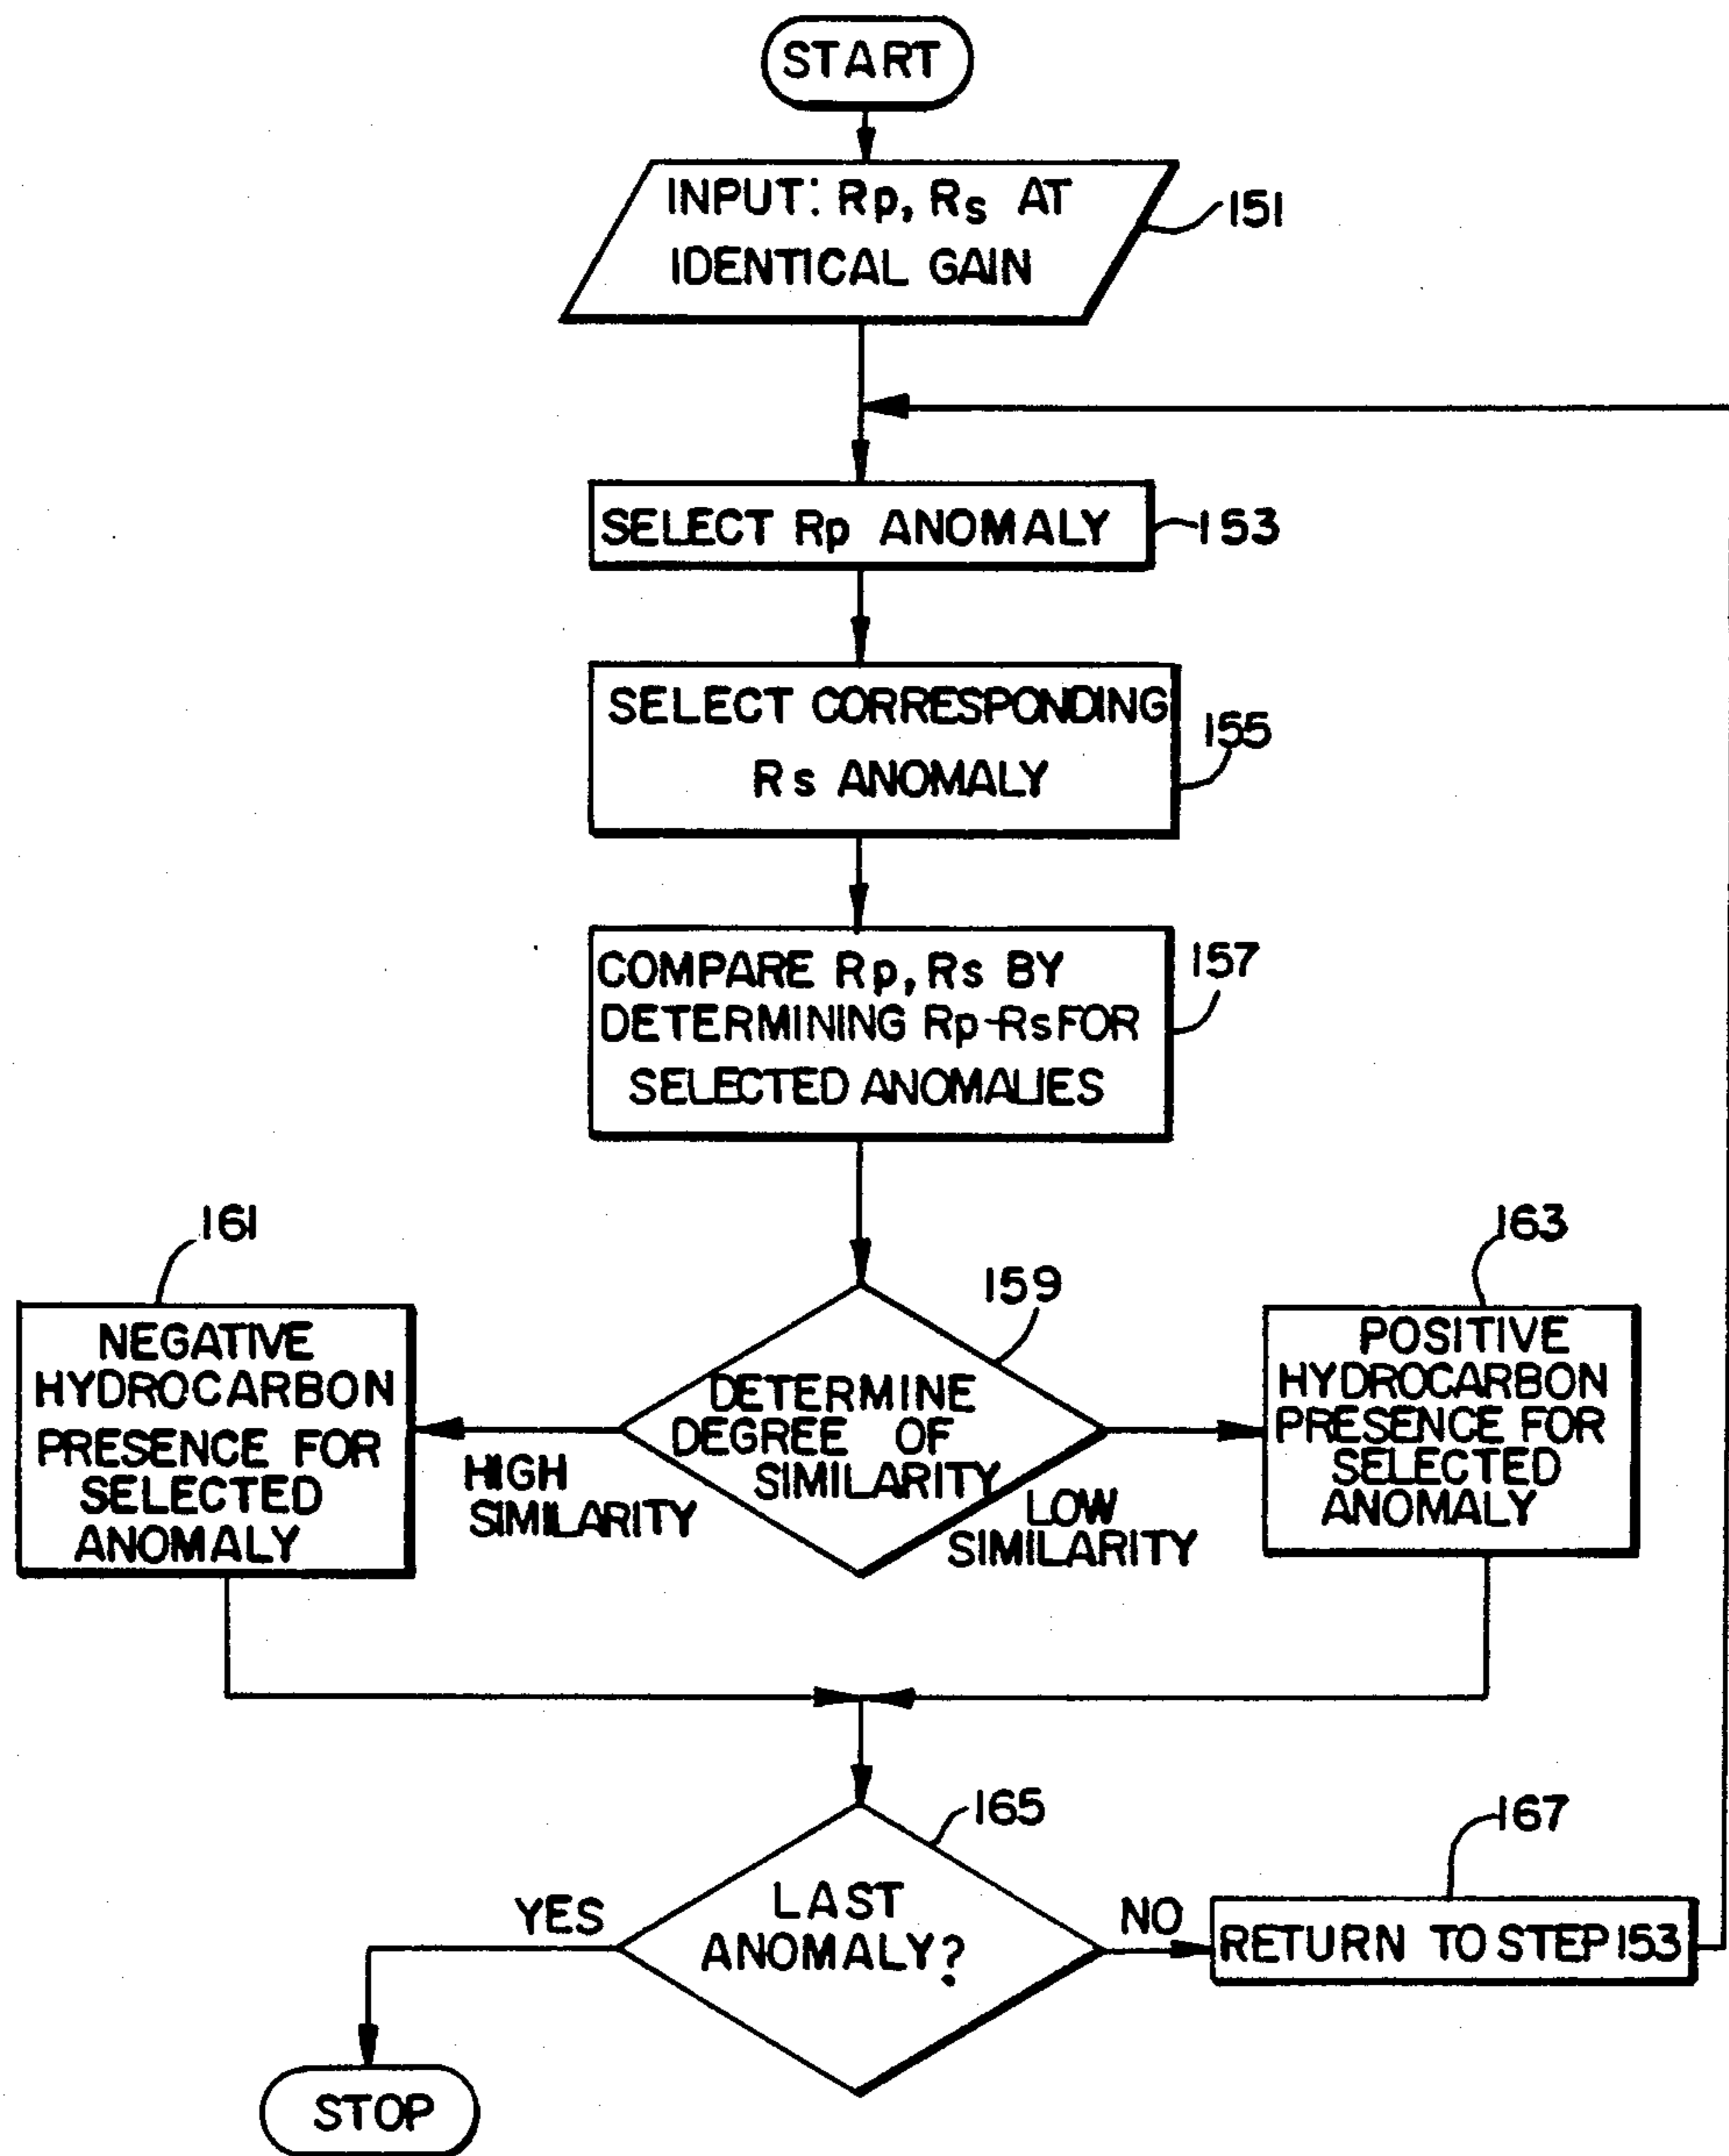 START
INPUT: Rp, Rs AT
IDENTICAL GAIN
151
SELECT Rp ANOMALY
153
SELECT CORRESPONDING
Rs ANOMALY
155
COMPARE Rp, Rs BY
DETERMINING Rp-Rs FOR
SELECTED ANOMALIES
157
161
NEGATIVE
HYDROCARBON
PRESENCE FOR
SELECTED
ANOMALY
159
DETERMINE
DEGREE OF
SIMILARITY
HIGH
SIMILARITY
LOW
SIMILARITY
163
POSITIVE
HYDROCARBON
PRESENCE FOR
SELECTED
ANOMALY
165
LAST
ANOMALY?
YES
NO
167
RETURN TO STEP 153
STOP